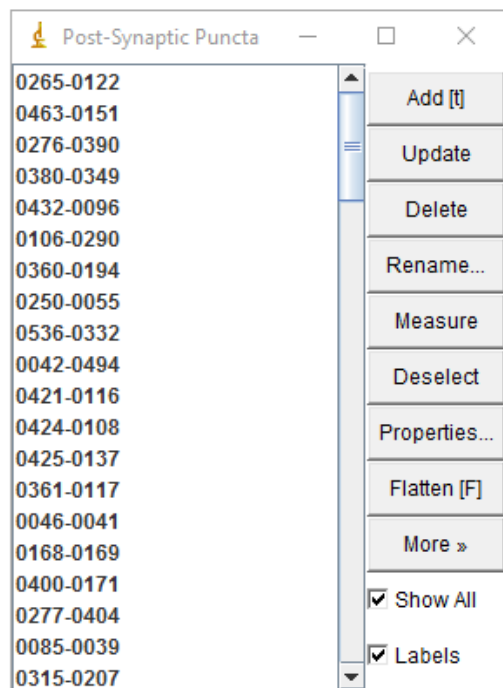 Post-Synaptic Puncta
0265-0122
0463-0151
0276-0390
0380-0349
0432-0096
0106-0290
0360-0194
0250-0055
0536-0332
0042-0494
0421-0116
0424-0108
0425-0137
0361-0117
0046-0041
0168-0169
0400-0171
0277-0404
0085-0039
0315-0207
Add [t]
Update
Delete
Rename...
Measure
Deselect
Properties...
Flatten [F]
More »
Show All
Labels